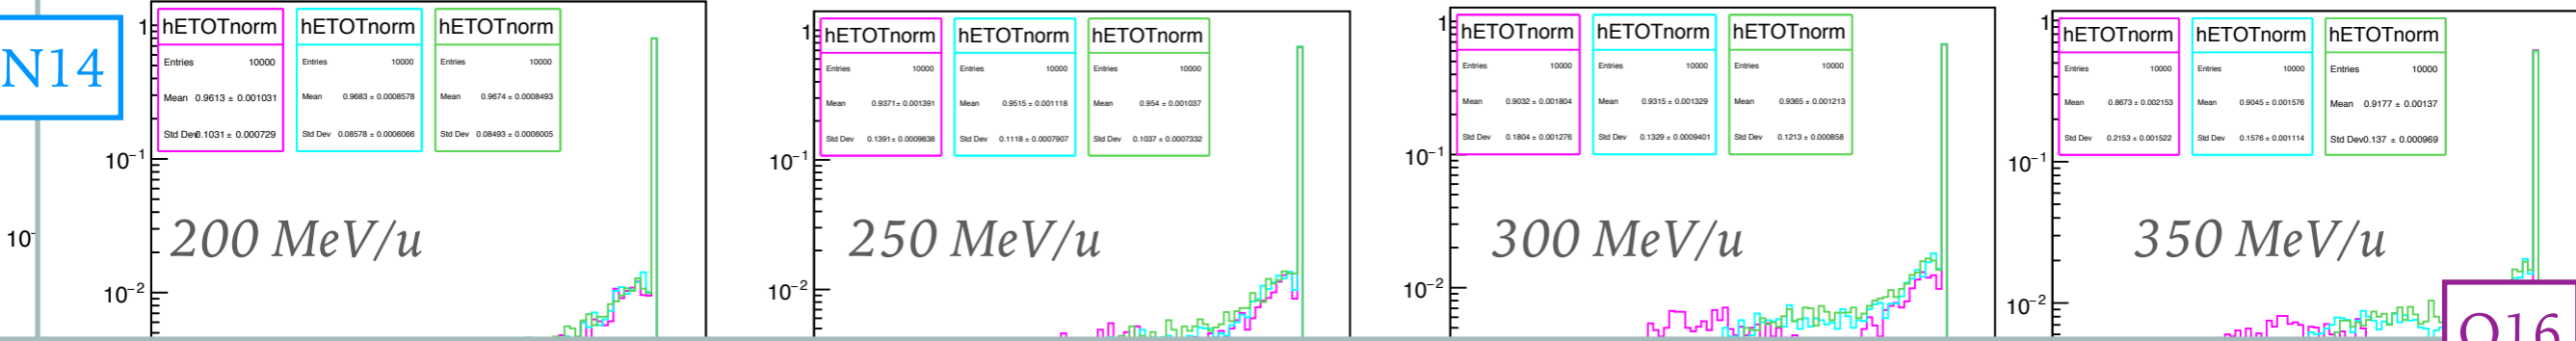 N14
10⁻
1
10⁻¹
10⁻²
hETOTnorm
Entries 10000
Mean 0.9613 ± 0.001031
Std Dev 0.1031 ± 0.000729
hETOTnorm
Entries 10000
Mean 0.9683 ± 0.0008578
Std Dev 0.08578 ± 0.0006066
hETOTnorm
Entries 10000
Mean 0.9674 ± 0.0008493
Std Dev 0.08493 ± 0.0006005
200 MeV/u
1
10⁻¹
10⁻²
hETOTnorm
Entries 10000
Mean 0.9371 ± 0.001391
Std Dev 0.1391 ± 0.0009838
hETOTnorm
Entries 10000
Mean 0.9515 ± 0.001118
Std Dev 0.1118 ± 0.0007907
hETOTnorm
Entries 10000
Mean 0.954 ± 0.001037
Std Dev 0.1037 ± 0.0007332
250 MeV/u
1
10⁻¹
10⁻²
hETOTnorm
Entries 10000
Mean 0.9032 ± 0.001804
Std Dev 0.1804 ± 0.001276
hETOTnorm
Entries 10000
Mean 0.9315 ± 0.001329
Std Dev 0.1329 ± 0.0009401
hETOTnorm
Entries 10000
Mean 0.9365 ± 0.001213
Std Dev 0.1213 ± 0.000858
300 MeV/u
1
10⁻¹
10⁻²
hETOTnorm
Entries 10000
Mean 0.8673 ± 0.002153
Std Dev 0.2153 ± 0.001522
hETOTnorm
Entries 10000
Mean 0.9045 ± 0.001576
Std Dev 0.1576 ± 0.001114
hETOTnorm
Entries 10000
Mean 0.9177 ± 0.00137
Std Dev 0.137 ± 0.000969
350 MeV/u
O16